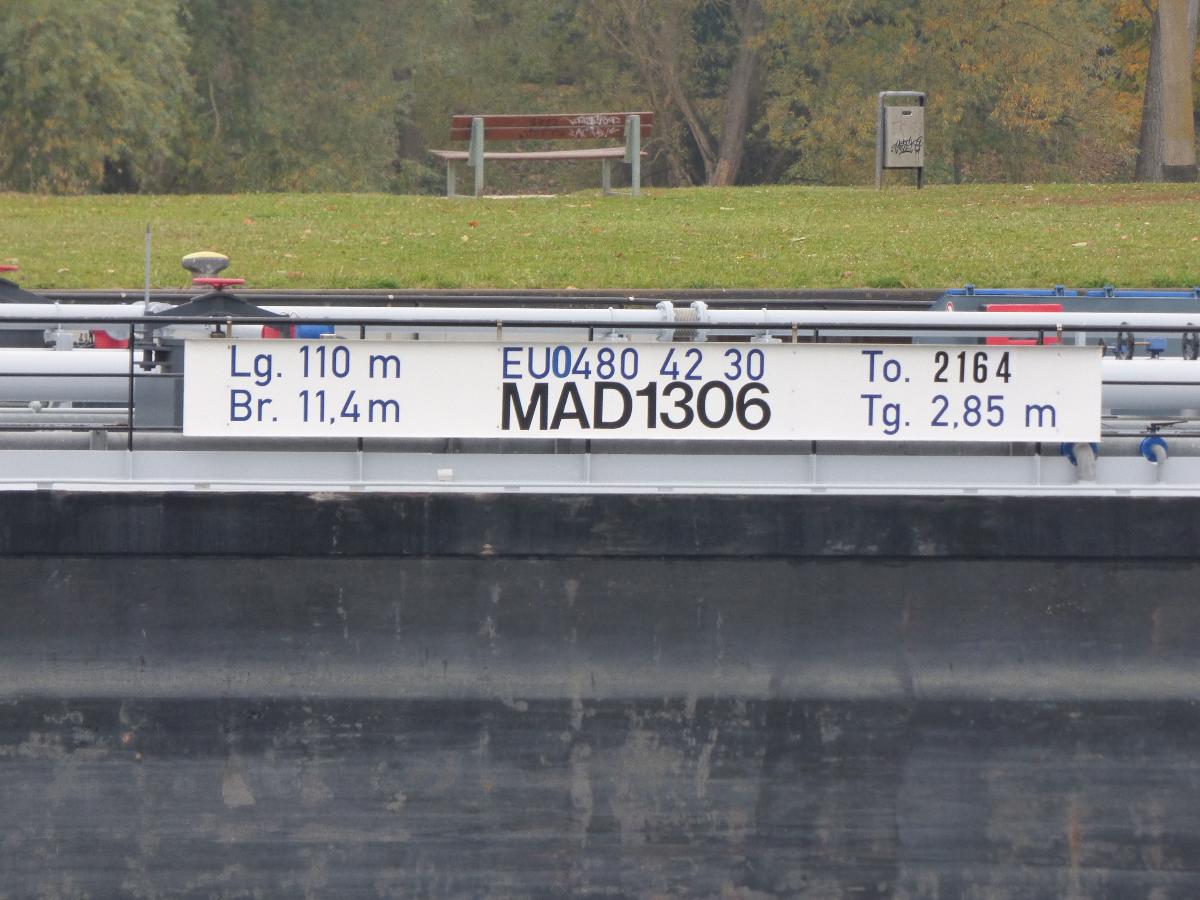 Lg. 110 m EU0480 42 30 To. 2164
Br. 11,4m MAD1306 Tg. 2,85 m